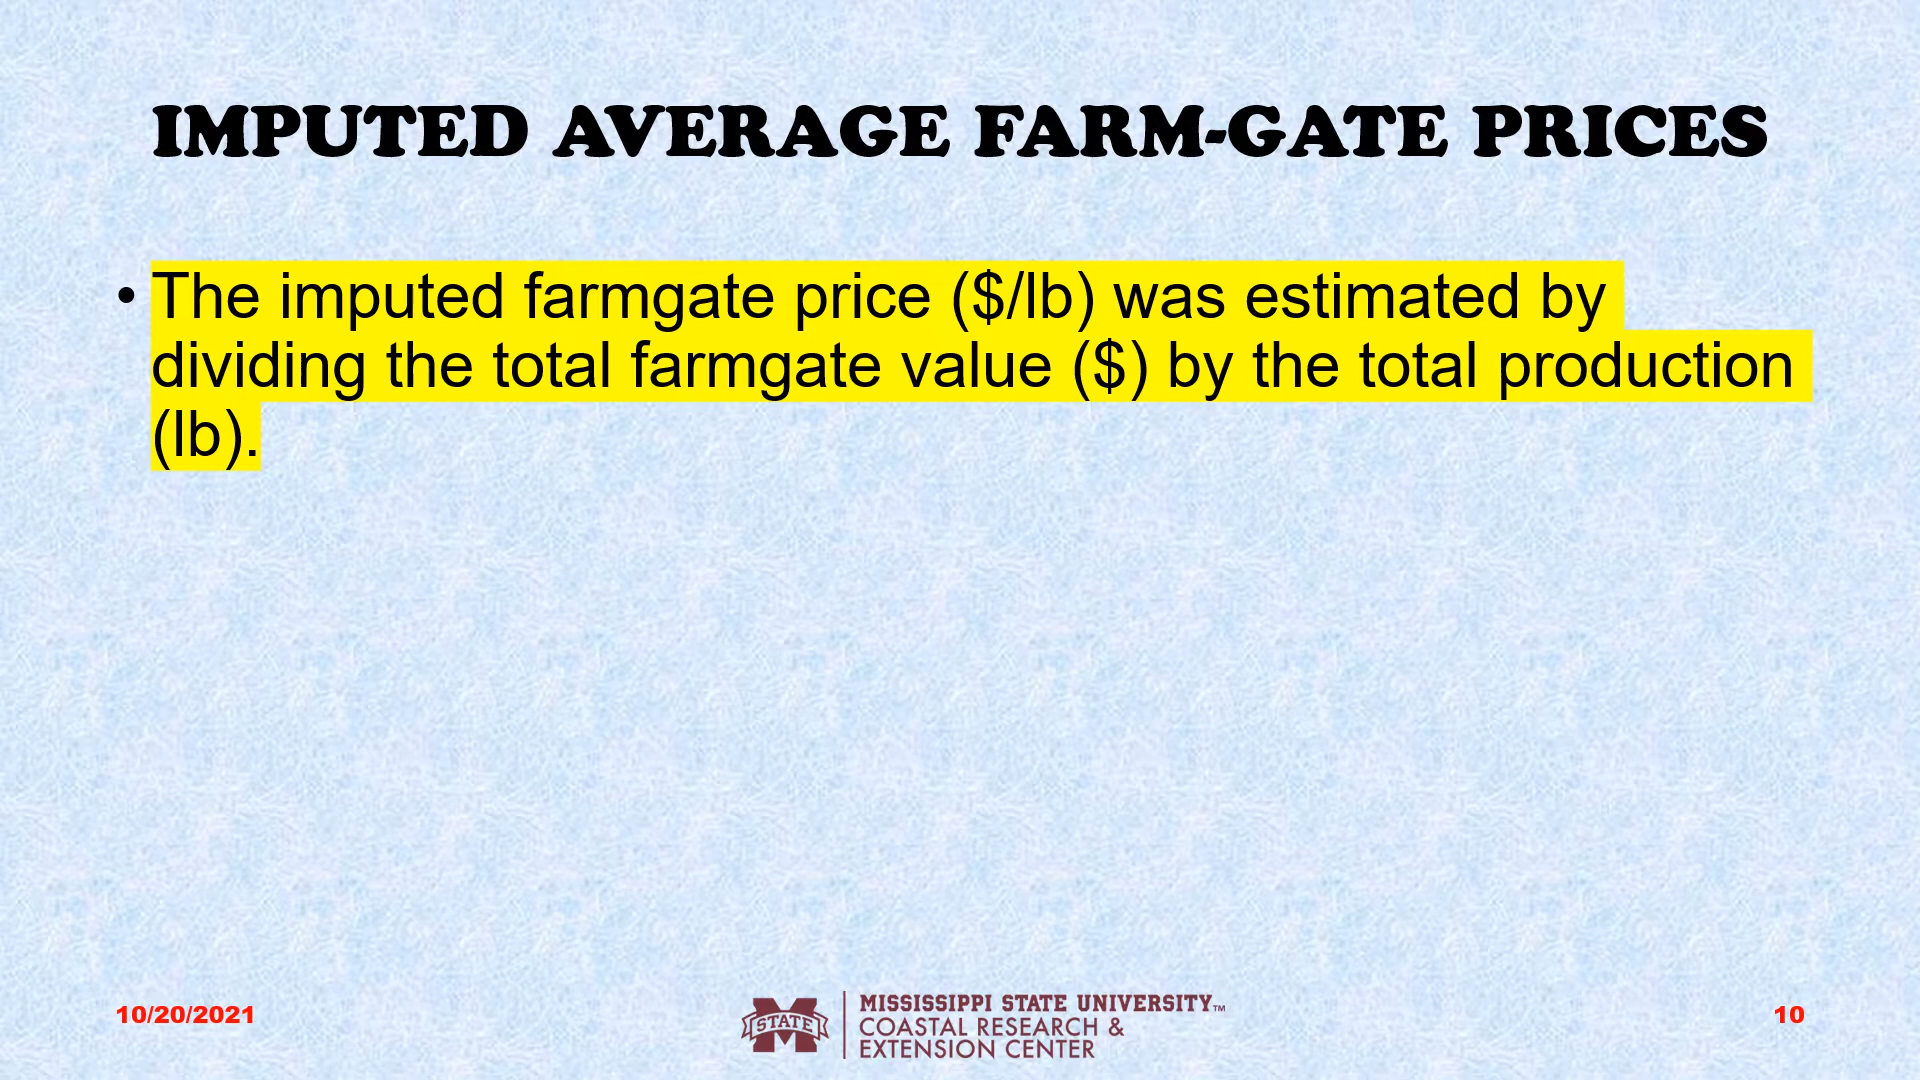 IMPUTED AVERAGE FARM-GATE PRICES
• The imputed farmgate price ($/lb) was estimated by
dividing the total farmgate value ($) by the total production
(lb).
10/20/2021
STATE
MISSISSIPPI STATE UNIVERSITY™
COASTAL RESEARCH &
EXTENSION CENTER
10